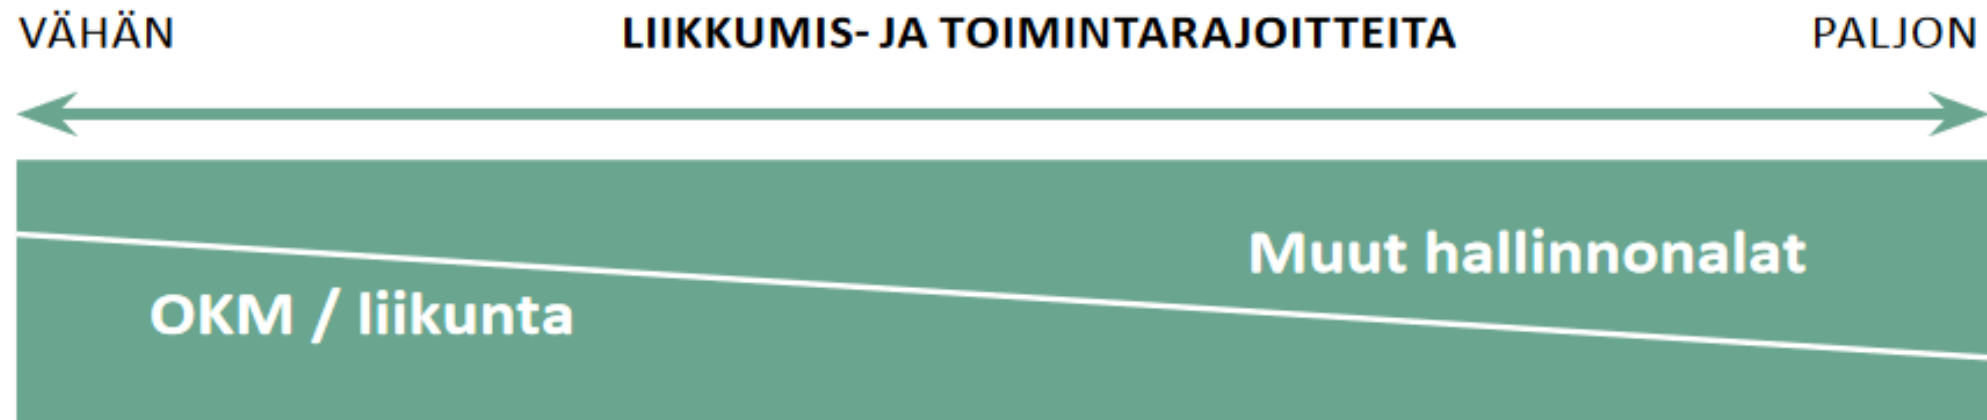 VÄHÄN LIIKKUMIS- JA TOIMINTARAJOITTEITA PALJON
Muut hallinnonalat
OKM / liikunta